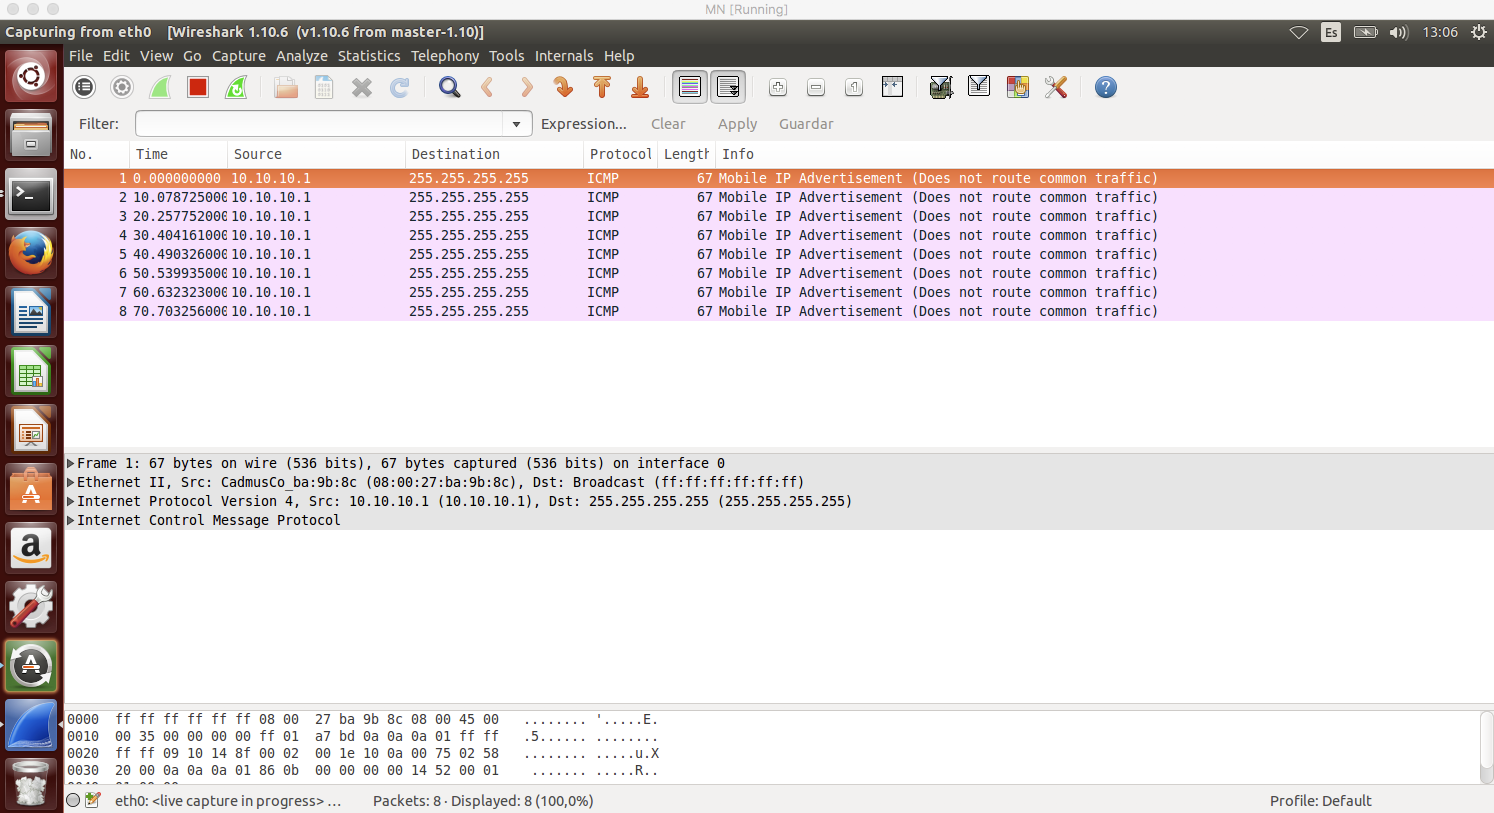 MN [Running]
Capturing from eth0 [Wireshark 1.10.6 (v1.10.6 from master-1.10)]
Es 13:06
File Edit View Go Capture Analyze Statistics Telephony Tools Internals Help
Filter: Expression... Clear Apply Guardar
No. Time Source Destination Protocol Length Info
1 0.000000000 10.10.10.1 255.255.255.255 ICMP 67 Mobile IP Advertisement (Does not route common traffic)
2 10.078725000 10.10.10.1 255.255.255.255 ICMP 67 Mobile IP Advertisement (Does not route common traffic)
3 20.257752000 10.10.10.1 255.255.255.255 ICMP 67 Mobile IP Advertisement (Does not route common traffic)
4 30.404161000 10.10.10.1 255.255.255.255 ICMP 67 Mobile IP Advertisement (Does not route common traffic)
5 40.490326000 10.10.10.1 255.255.255.255 ICMP 67 Mobile IP Advertisement (Does not route common traffic)
6 50.539935000 10.10.10.1 255.255.255.255 ICMP 67 Mobile IP Advertisement (Does not route common traffic)
7 60.632323000 10.10.10.1 255.255.255.255 ICMP 67 Mobile IP Advertisement (Does not route common traffic)
8 70.703256000 10.10.10.1 255.255.255.255 ICMP 67 Mobile IP Advertisement (Does not route common traffic)
Frame 1: 67 bytes on wire (536 bits), 67 bytes captured (536 bits) on interface 0
Ethernet II, Src: CadmusCo_ba:9b:8c (08:00:27:ba:9b:8c), Dst: Broadcast (ff:ff:ff:ff:ff:ff)
Internet Protocol Version 4, Src: 10.10.10.1 (10.10.10.1), Dst: 255.255.255.255 (255.255.255.255)
Internet Control Message Protocol
0000 ff ff ff ff ff ff 08 00 27 ba 9b 8c 08 00 45 00 ........ '.....E.
0010 00 35 00 00 00 00 ff 01 a7 bd 0a 0a 0a 01 ff ff .5...... ........
0020 ff ff 09 10 14 8f 00 02 00 1e 10 0a 00 75 02 58 ........ .....u.X
0030 20 00 0a 0a 0a 01 86 0b 00 00 00 00 14 52 00 01 ....... .....R..
eth0: <live capture in progress> ... Packets: 8 · Displayed: 8 (100,0%) Profile: Default